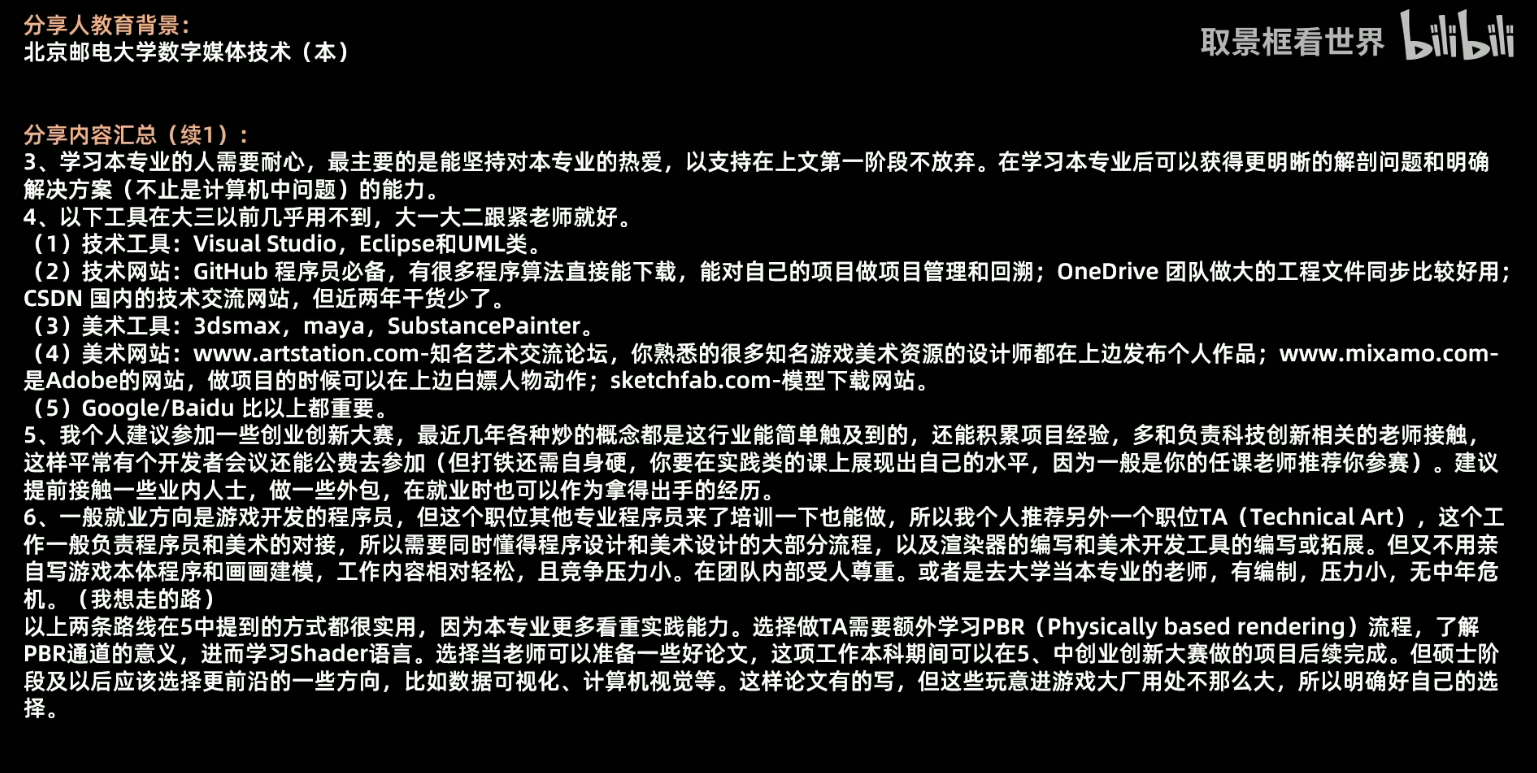 分享人教育背景：
取景框看世界 bilibili
北京邮电大学数字媒体技术（本）
分享内容汇总（续1）：
3、学习本专业的人需要耐心，最主要的是能坚持对本专业的热爱，以支持在上文第一阶段不放弃。在学习本专业后可以获得更明晰的解剖问题和明确
解决方案（不止是计算机中问题）的能力。
4、以下工具在大三以前几乎用不到，大一大二跟紧老师就好。
（1）技术工具：Visual Studio，Eclipse和UML类。
（2）技术网站：GitHub 程序员必备，有很多程序算法直接能下载，能对自己的项目做项目管理和回溯；OneDrive 团队做大的工程文件同步比较好用；
CSDN 国内的技术交流网站，但近两年干货少了。
（3）美术工具：3dsmax，maya，SubstancePainter。
（4）美术网站：www.artstation.com-知名艺术交流论坛，你熟悉的很多知名游戏美术资源的设计师都在上边发布个人作品；www.mixamo.com-
是Adobe的网站，做项目的时候可以在上边白嫖人物动作；sketchfab.com-模型下载网站。
（5）Google/Baidu 比以上都重要。
5、我个人建议参加一些创业创新大赛，最近几年各种炒的概念都是这行业能简单触及到的，还能积累项目经验，多和负责科技创新相关的老师接触，
这样平常有个开发者会议还能公费去参加（但打铁还需自身硬，你要在实践类的课上展现出自己的水平，因为一般是你的任课老师推荐你参赛）。建议
提前接触一些业内人士，做一些外包，在就业时也可以作为拿得出手的经历。
6、一般就业方向是游戏开发的程序员，但这个职位其他专业程序员来了培训一下也能做，所以我个人推荐另外一个职位TA（Technical Art），这个工
作一般负责程序员和美术的对接，所以需要同时懂得程序设计和美术设计的大部分流程，以及渲染器的编写和美术开发工具的编写或拓展。但又不用亲
自写游戏本体程序和画画建模，工作内容相对轻松，且竞争压力小。在团队内部受人尊重。或者是去大学当本专业的老师，有编制，压力小，无中年危
机。（我想走的路）
以上两条路线在5中提到的方式都很实用，因为本专业更多看重实践能力。选择做TA需要额外学习PBR（Physically based rendering）流程，了解
PBR通道的意义，进而学习Shader语言。选择当老师可以准备一些好论文，这项工作本科期间可以在5、中创业创新大赛做的项目后续完成。但硕士阶
段及以后应该选择更前沿的一些方向，比如数据可视化、计算机视觉等。这样论文有的写，但这些玩意进游戏大厂用处不那么大，所以明确好自己的选
择。